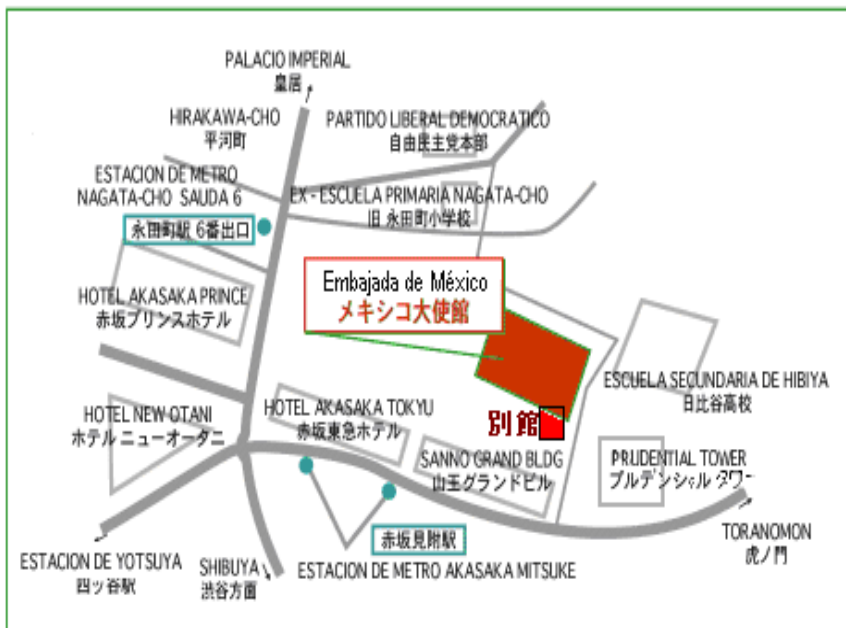 PALACIO IMPERIAL
皇居
HIRAKAWA-CHO
平河町
PARTIDO LIBERAL DEMOCRATICO
自由民主党本部
ESTACION DE METRO
NAGATA-CHO SAUDA 6
永田町駅 6番出口
EX - ESCUELA PRIMARIA NAGATA-CHO
旧 永田町小学校
Embajada de México
メキシコ大使館
HOTEL AKASAKA PRINCE
赤坂プリンスホテル
ESCUELA SECUNDARIA DE HIBIYA
日比谷高校
HOTEL NEW OTANI
ホテル ニューオータニ
HOTEL AKASAKA TOKYU
赤坂東急ホテル
別館
SANNO GRAND BLDG
山王グランドビル
PRUDENTIAL TOWER
プルデンシャル タワー
赤坂見附駅
ESTACION DE METRO AKASAKA MITSUKE
TORANOMON
虎ノ門
ESTACION DE YOTSUYA
四ッ谷駅
SHIBUYA
渋谷方面